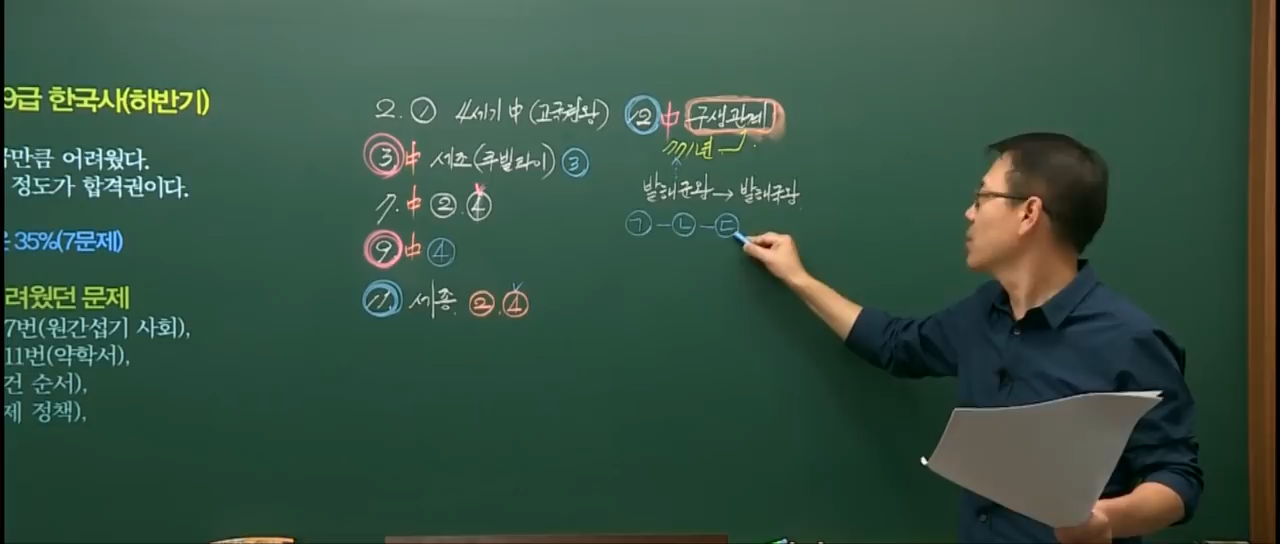 9급 한국사(하반기)
만큼 어려웠다.
정도가 합격권이다.
35%(7문제)
려웠던 문제
7번(원간섭기 사회),
11번(약학서),
건 순서),
제 정책),
2. ① 4세기 中 (고국원왕)
③ 中 세조(쿠빌라이) ③
7. 中 ② ④
⑨ 中 ④
⑪ 세종. ②. ④
⑫ 中 구생관계
771년
발해군왕 → 발해국왕
㉠ - ㉡ - ㉢